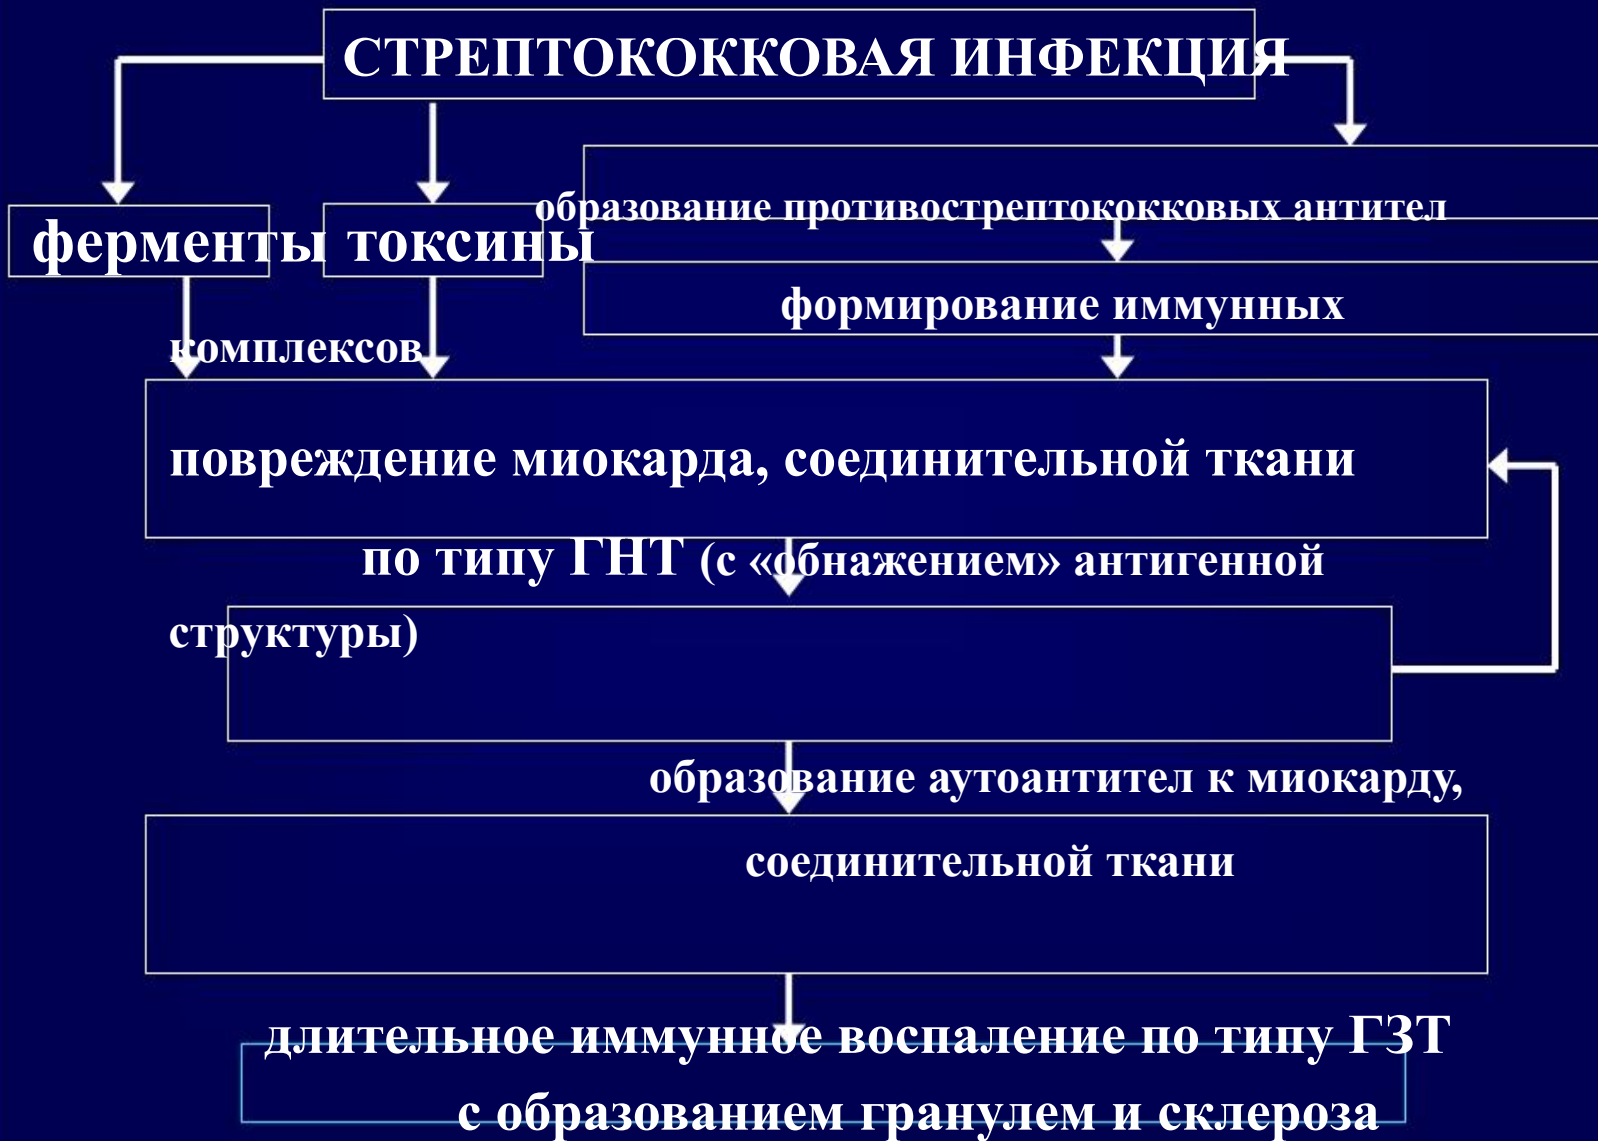 СТРЕПТОКОККОВАЯ ИНФЕКЦИЯ
ферменты токсины
образование противострептококковых антител
формирование иммунных
комплексов
повреждение миокарда, соединительной ткани
по типу ГНТ (с «обнажением» антигенной
структуры)
образование аутоантител к миокарду,
соединительной ткани
длительное иммунное воспаление по типу ГЗТ
с образованием гранулем и склероза